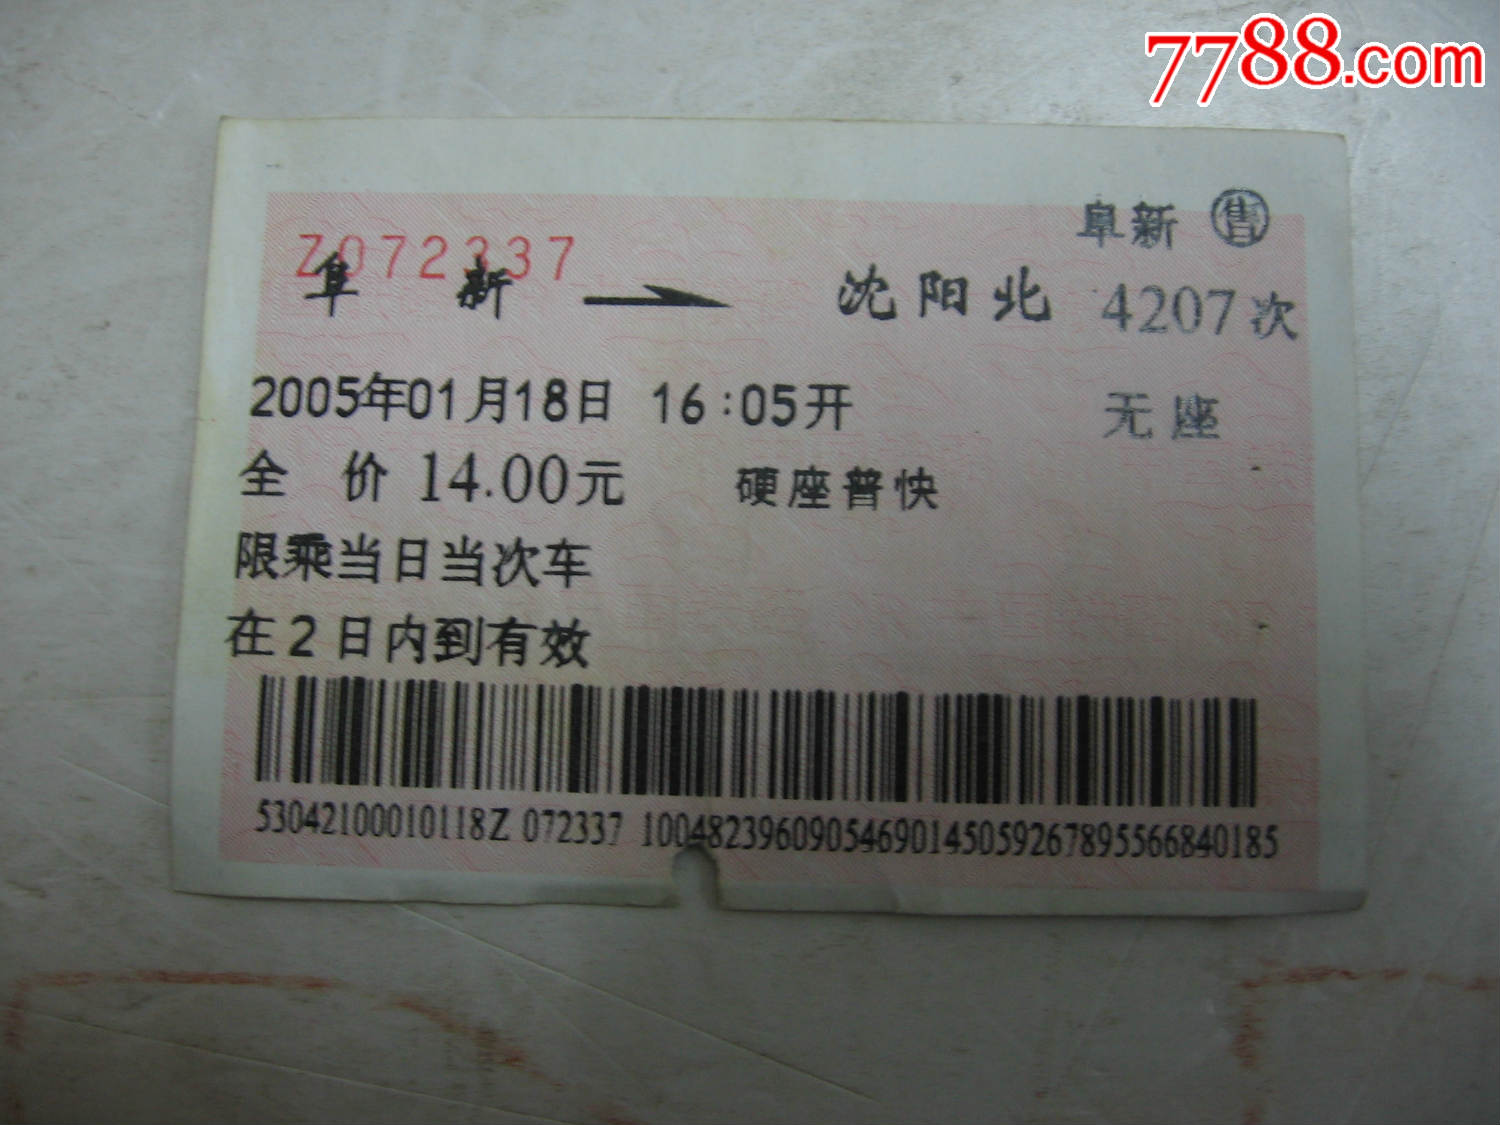 7788.com
阜新 售
Z072337
阜 新 → 沈阳北 4207次
2005年01月18日 16:05开 无座
全 价 14.00元 硬座普快
限乘当日当次车
在2日内到有效
53042100010118Z 072337 10048239609054690145059267895566840185